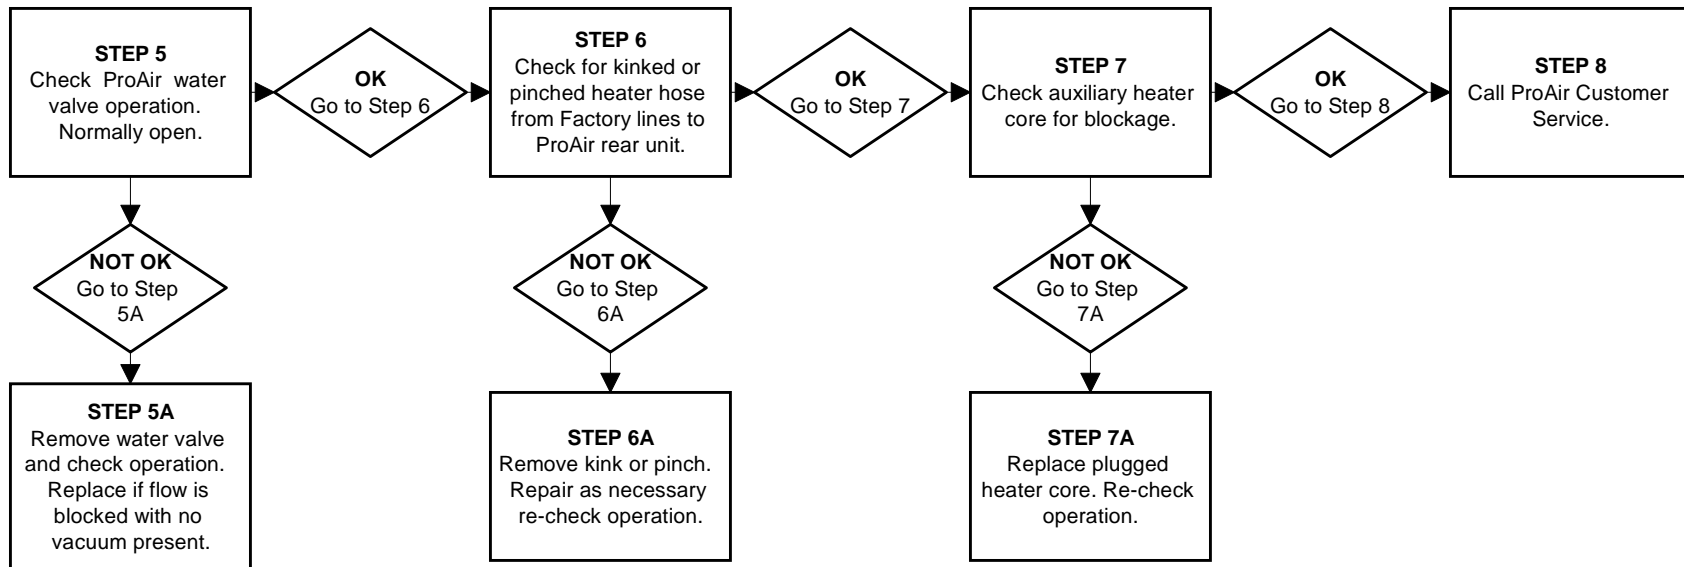 STEP 5
Check ProAir water
valve operation.
Normally open.
OK
Go to Step 6
STEP 6
Check for kinked or
pinched heater hose
from Factory lines to
ProAir rear unit.
OK
Go to Step 7
STEP 7
Check auxiliary heater
core for blockage.
OK
Go to Step 8
STEP 8
Call ProAir Customer
Service.
NOT OK
Go to Step
5A
NOT OK
Go to Step
6A
NOT OK
Go to Step
7A
STEP 5A
Remove water valve
and check operation.
Replace if flow is
blocked with no
vacuum present.
STEP 6A
Remove kink or pinch.
Repair as necessary
re-check operation.
STEP 7A
Replace plugged
heater core. Re-check
operation.